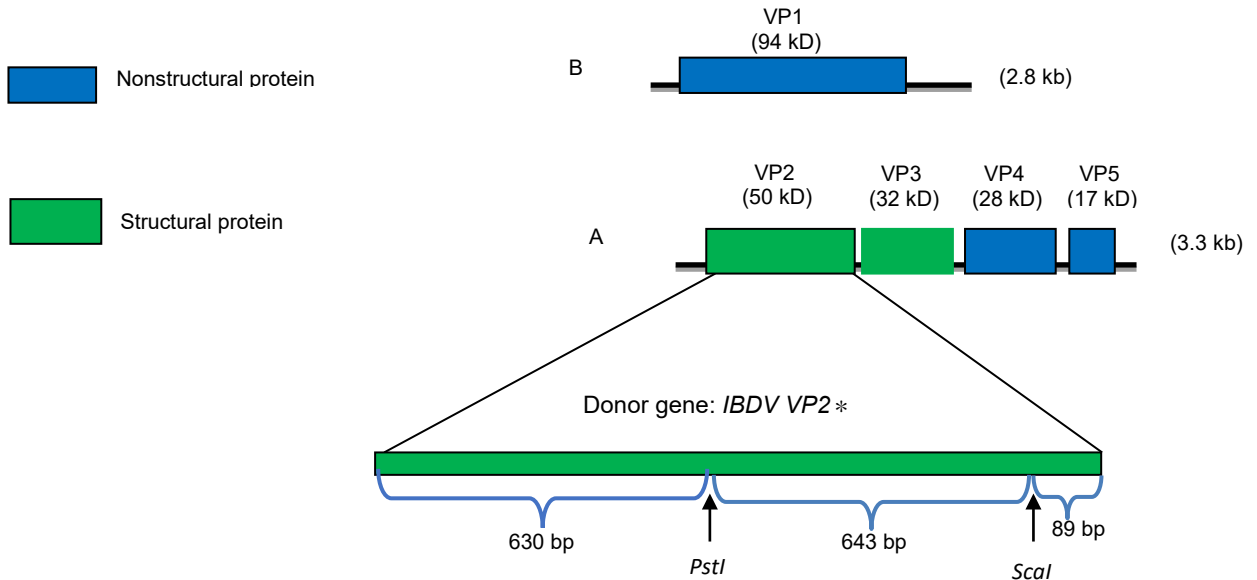 VP1
(94 kD)
Nonstructural protein
B
(2.8 kb)
VP2
(50 kD)
VP3
(32 kD)
VP4
(28 kD)
VP5
(17 kD)
Structural protein
A
(3.3 kb)
Donor gene: IBDV VP2 *
630 bp
643 bp
89 bp
PstI
ScaI